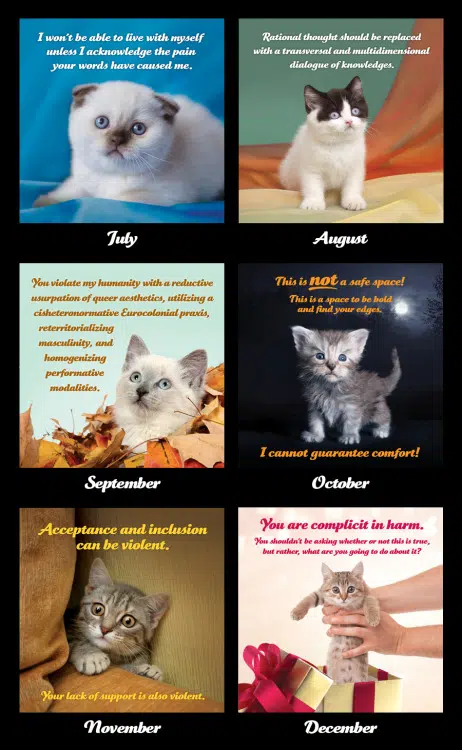 I won't be able to live with myself
unless I acknowledge the pain
your words have caused me.
Rational thought should be replaced
with a transversal and multidimensional
dialogue of knowledges.
July
August
You violate my humanity with a reductive
usurpation of queer aesthetics, utilizing a
cisheteronormative Eurocolonial praxis,
reterritorializing
masculinity, and
homogenizing
performative
modalities.
This is not a safe space!
This is a space to be bold
and find your edges.
I cannot guarantee comfort!
September
October
Acceptance and inclusion
can be violent.
Your lack of support is also violent.
You are complicit in harm.
You shouldn't be asking whether or not this is true,
but rather, what are you going to do about it?
November
December